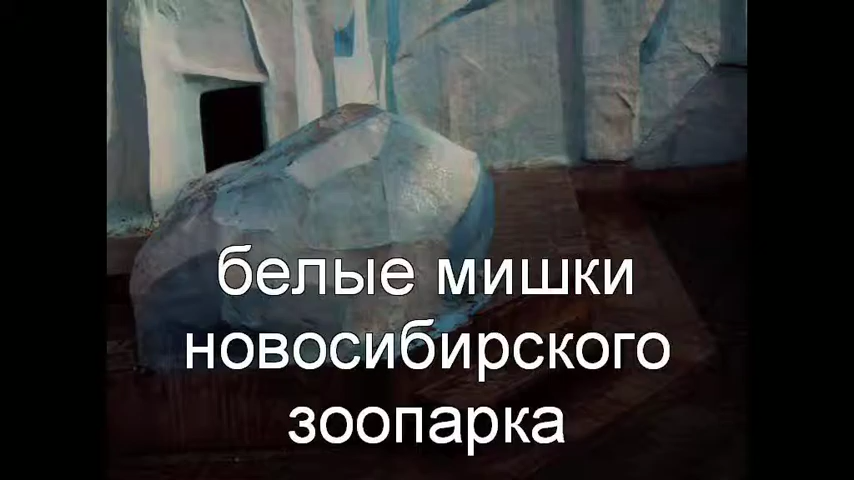 белые мишки
новосибирского
зоопарка